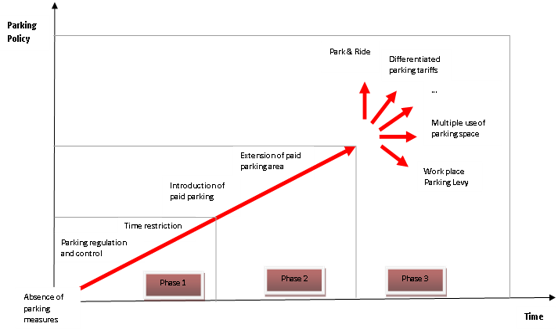 Parking
Policy
Park & Ride
Differentiated
parking tariffs
...
Multiple use of
parking space
Work place
Parking Levy
Extension of paid
parking area
Introduction of
paid parking
Time restriction
Parking regulation
and control
Phase 1
Phase 2
Phase 3
Absence of
parking
measures
Time